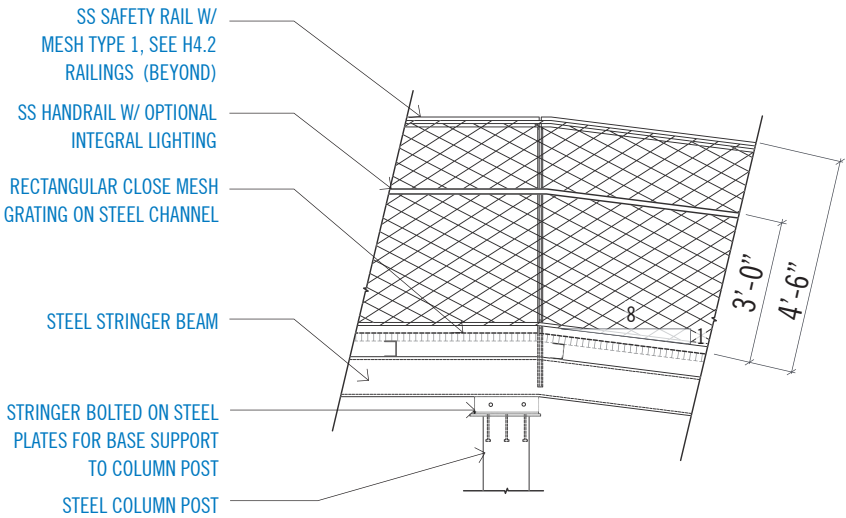 SS SAFETY RAIL W/
MESH TYPE 1, SEE H4.2
RAILINGS (BEYOND)
SS HANDRAIL W/ OPTIONAL
INTEGRAL LIGHTING
RECTANGULAR CLOSE MESH
GRATING ON STEEL CHANNEL
STEEL STRINGER BEAM
STRINGER BOLTED ON STEEL
PLATES FOR BASE SUPPORT
TO COLUMN POST
STEEL COLUMN POST
8
1
3’-0”
4’-6”